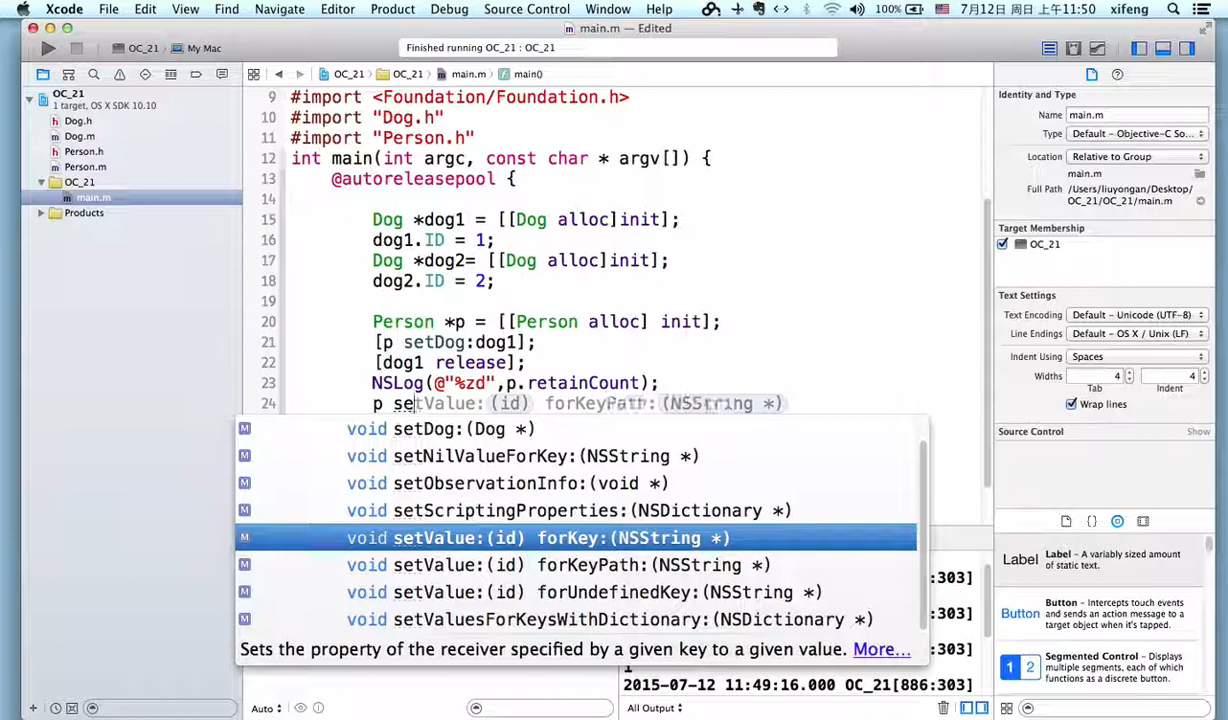 Xcode File Edit View Find Navigate Editor Product Debug Source Control Window Help 100% 7月12日 周日 上午11:50 xifeng
main.m — Edited
OC_21 My Mac
Finished running OC_21 : OC_21
OC_21 OC_21 main.m main()
OC_21
1 target, OS X SDK 10.10
Dog.h
Dog.m
Person.h
Person.m
OC_21
main.m
Products
9 #import <Foundation/Foundation.h>
10 #import "Dog.h"
11 #import "Person.h"
12 int main(int argc, const char * argv[]) {
13 @autoreleasepool {
14
15 Dog *dog1 = [[Dog alloc]init];
16 dog1.ID = 1;
17 Dog *dog2= [[Dog alloc]init];
18 dog2.ID = 2;
19
20 Person *p = [[Person alloc] init];
21 [p setDog:dog1];
22 [dog1 release];
23 NSLog(@"%zd",p.retainCount);
24 p setValue:(id) forKeyPath:(NSString *)
M void setDog:(Dog *)
M void setNilValueForKey:(NSString *)
M void setObservationInfo:(void *)
M void setScriptingProperties:(NSDictionary *)
M void setValue:(id) forKey:(NSString *)
M void setValue:(id) forKeyPath:(NSString *)
M void setValue:(id) forUndefinedKey:(NSString *)
M void setValuesForKeysWithDictionary:(NSDictionary *)
Sets the property of the receiver specified by a given key to a given value. More...
:303]
:303]
:303]
1
2015-07-12 11:49:16.000 OC_21[886:303]
Auto
All Output
Identity and Type
Name main.m
Type Default - Objective-C So...
Location Relative to Group
main.m
Full Path /Users/liuyongan/Desktop/
OC_21/OC_21/main.m
Target Membership
OC_21
Text Settings
Text Encoding Default - Unicode (UTF-8)
Line Endings Default - OS X / Unix (LF)
Indent Using Spaces
Widths 4 4
Tab Indent
Wrap lines
Source Control Show
Label
Label - A variably sized amount
of static text.
Button
Button - Intercepts touch events
and sends an action message to a
target object when it's tapped.
1 2
Segmented Control - Displays
multiple segments, each of which
functions as a discrete button.